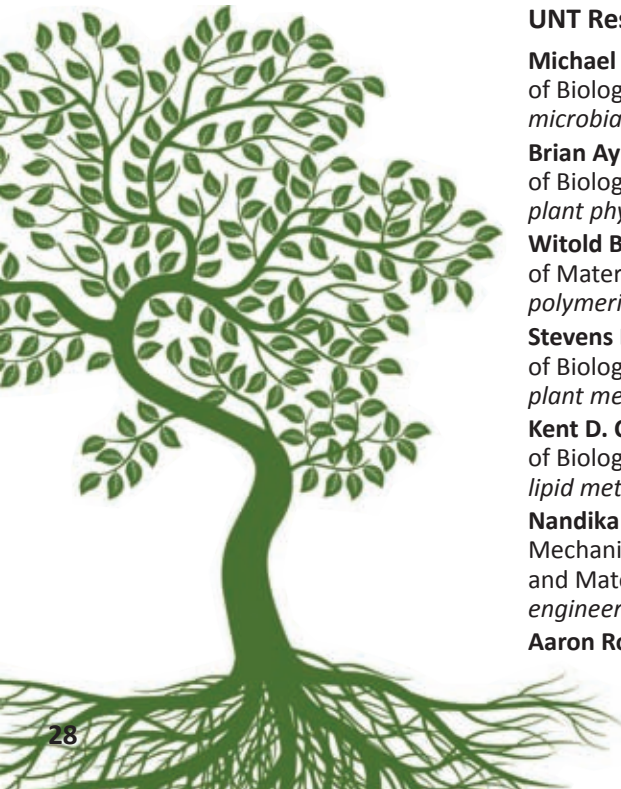 UNT Res
Michael
of Biolog
microbia
Brian Ay
of Biolog
plant phy
Witold B
of Mater
polymeri
Stevens
of Biolog
plant me
Kent D. C
of Biolog
lipid met
Nandika
Mechani
and Mate
engineer
Aaron Ro
28